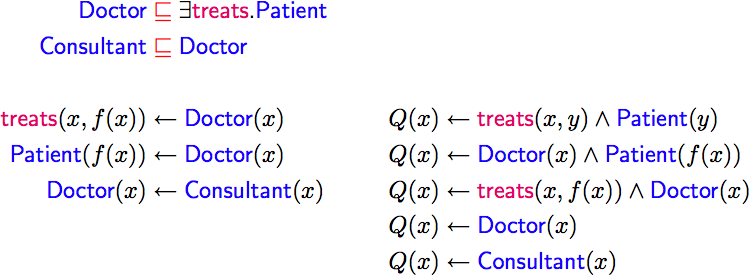 Doctor ⊑ ∃treats.Patient
Consultant ⊑ Doctor
treats(x, f(x)) ← Doctor(x)
Patient(f(x)) ← Doctor(x)
Doctor(x) ← Consultant(x)
Q(x) ← treats(x, y) ∧ Patient(y)
Q(x) ← Doctor(x) ∧ Patient(f(x))
Q(x) ← treats(x, f(x)) ∧ Doctor(x)
Q(x) ← Doctor(x)
Q(x) ← Consultant(x)